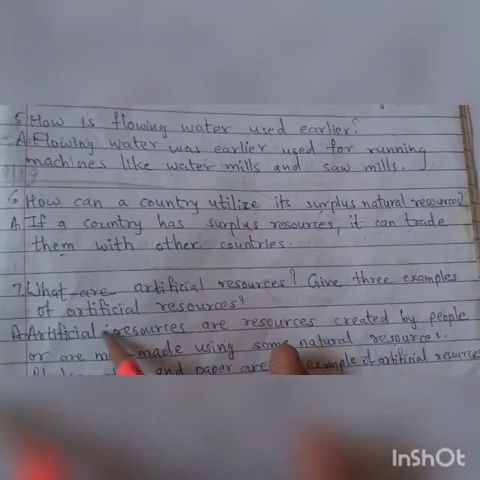 5. How is flowing water used earlier?
A. Flowing water was earlier used for running
machines like water mills and saw mills.
6. How can a country utilize its surplus natural resources?
A. If a country has surplus resources, it can trade
them with other countries.
7. What are artificial resources? Give three examples
of artificial resources?
A. Artificial resources are resources created by people
or are made using some natural resources.
and paper are example of artificial resources
InShOt